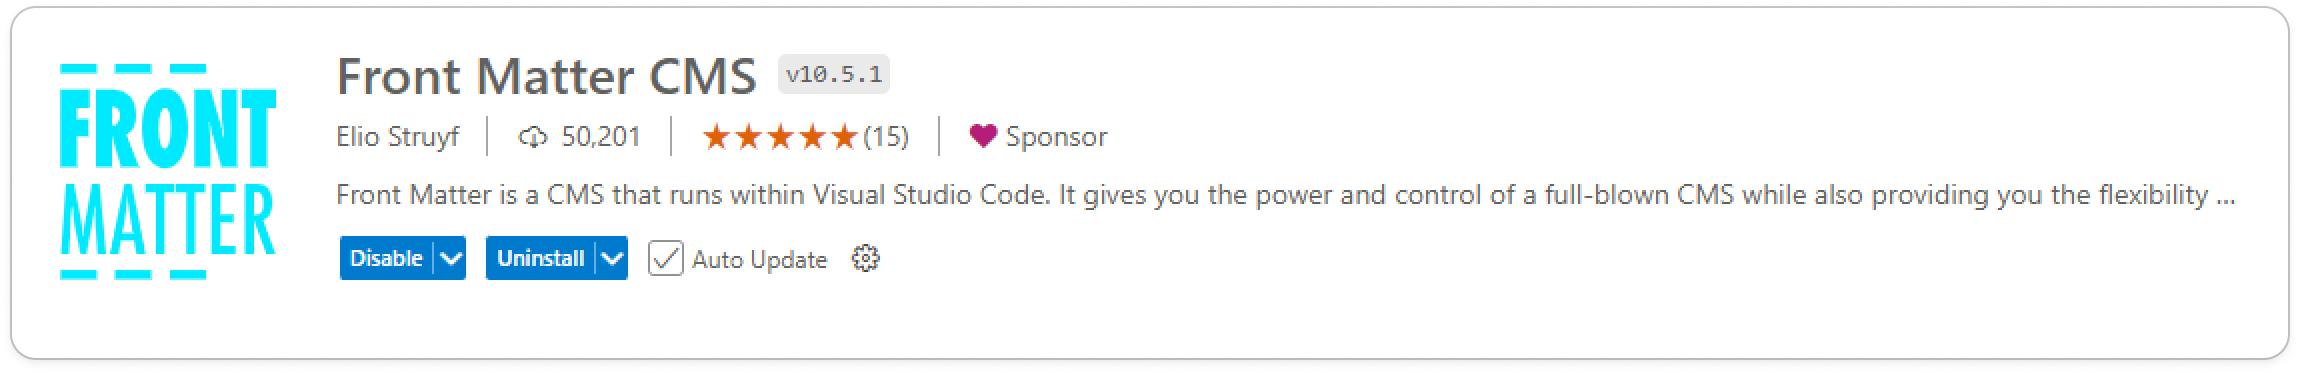 FRONT
MATTER
Front Matter CMS v10.5.1
Elio Struyf 50,201 ★★★★★(15) Sponsor
Front Matter is a CMS that runs within Visual Studio Code. It gives you the power and control of a full-blown CMS while also providing you the flexibility ...
Disable Uninstall Auto Update